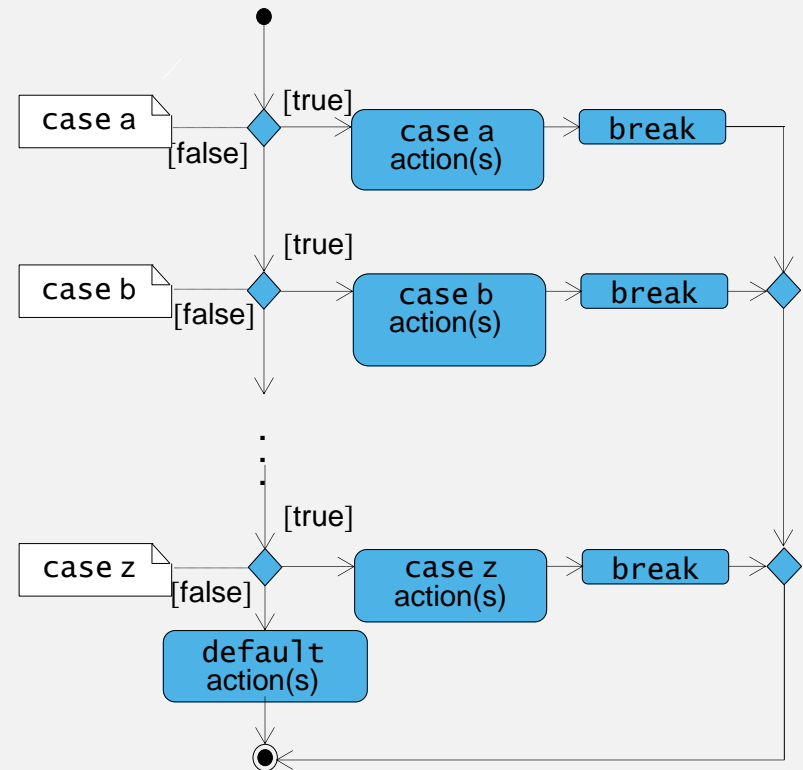 [true]
case a
case a
action(s)
break
[false]
[true]
case b
case b
action(s)
break
[false]
.
.
.
[true]
case z
case z
action(s)
break
[false]
default
action(s)